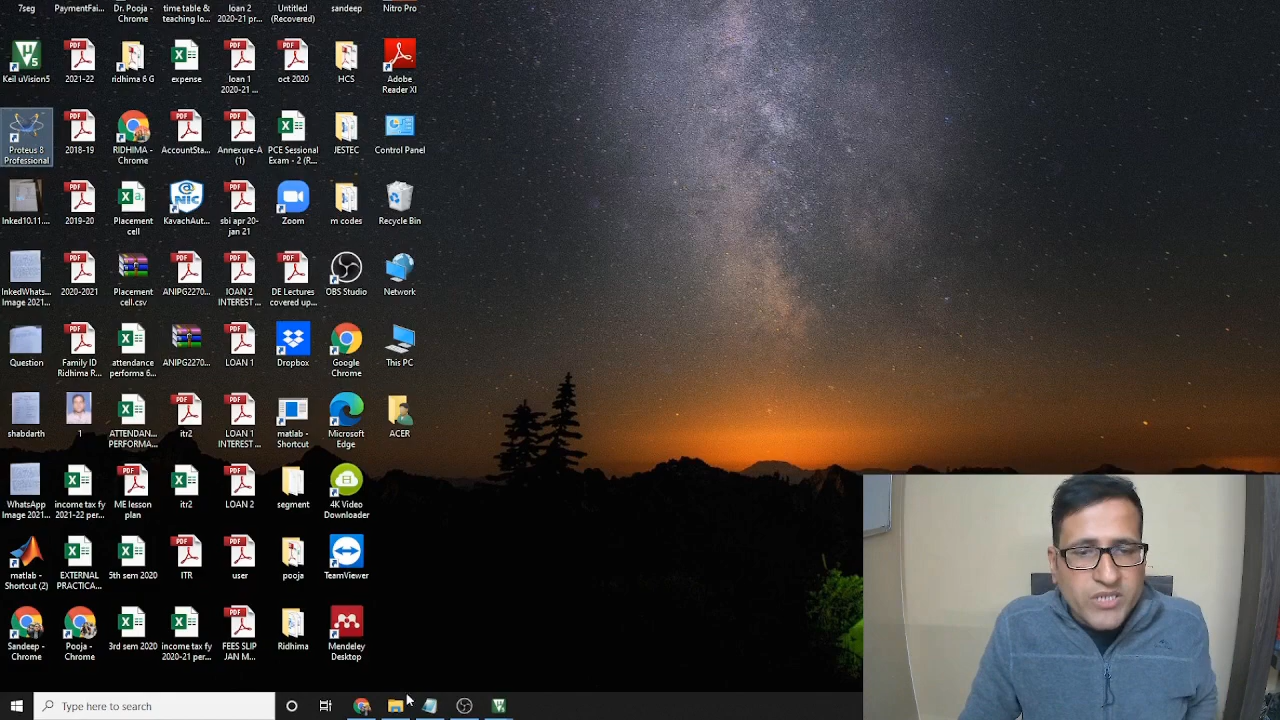 7seg
PaymentFai...
Dr. Pooja -
Chrome
time table &
teaching lo...
loan 2
2020-21 pr...
Untitled
(Recovered)
sandeep
Nitro Pro
Keil uVision5
2021-22
ridhima 6 G
expense
loan 1
2020-21 ...
oct 2020
HCS
Adobe
Reader XI
Proteus 8
Professional
2018-19
RIDHIMA -
Chrome
AccountSta...
Annexure-A
(1)
PCE Sessional
Exam - 2 (R...
JESTEC
Control Panel
Inked10.11....
2019-20
Placement
cell
KavachAut...
sbi apr 20-
jan 21
Zoom
m codes
Recycle Bin
InkedWhats...
Image 2021...
2020-2021
Placement
cell.csv
ANIPG2270...
lOAN 2
INTEREST ...
DE Lectures
covered up...
OBS Studio
Network
Question
Family ID
Ridhima R...
attendance
performa 6...
ANIPG2270...
LOAN 1
Dropbox
Google
Chrome
This PC
shabdarth
1
ATTENDAN...
PERFORMA...
itr2
LOAN 1
INTEREST ...
matlab -
Shortcut
Microsoft
Edge
ACER
WhatsApp
Image 2021...
income tax fy
2021-22 per...
ME lesson
plan
itr2
LOAN 2
segment
4K Video
Downloader
matlab -
Shortcut (2)
EXTERNAL
PRACTICA...
5th sem 2020
ITR
user
pooja
TeamViewer
Sandeep -
Chrome
Pooja -
Chrome
3rd sem 2020
income tax fy
2020-21 per...
FEES SLIP
JAN M...
Ridhima
Mendeley
Desktop
Type here to search